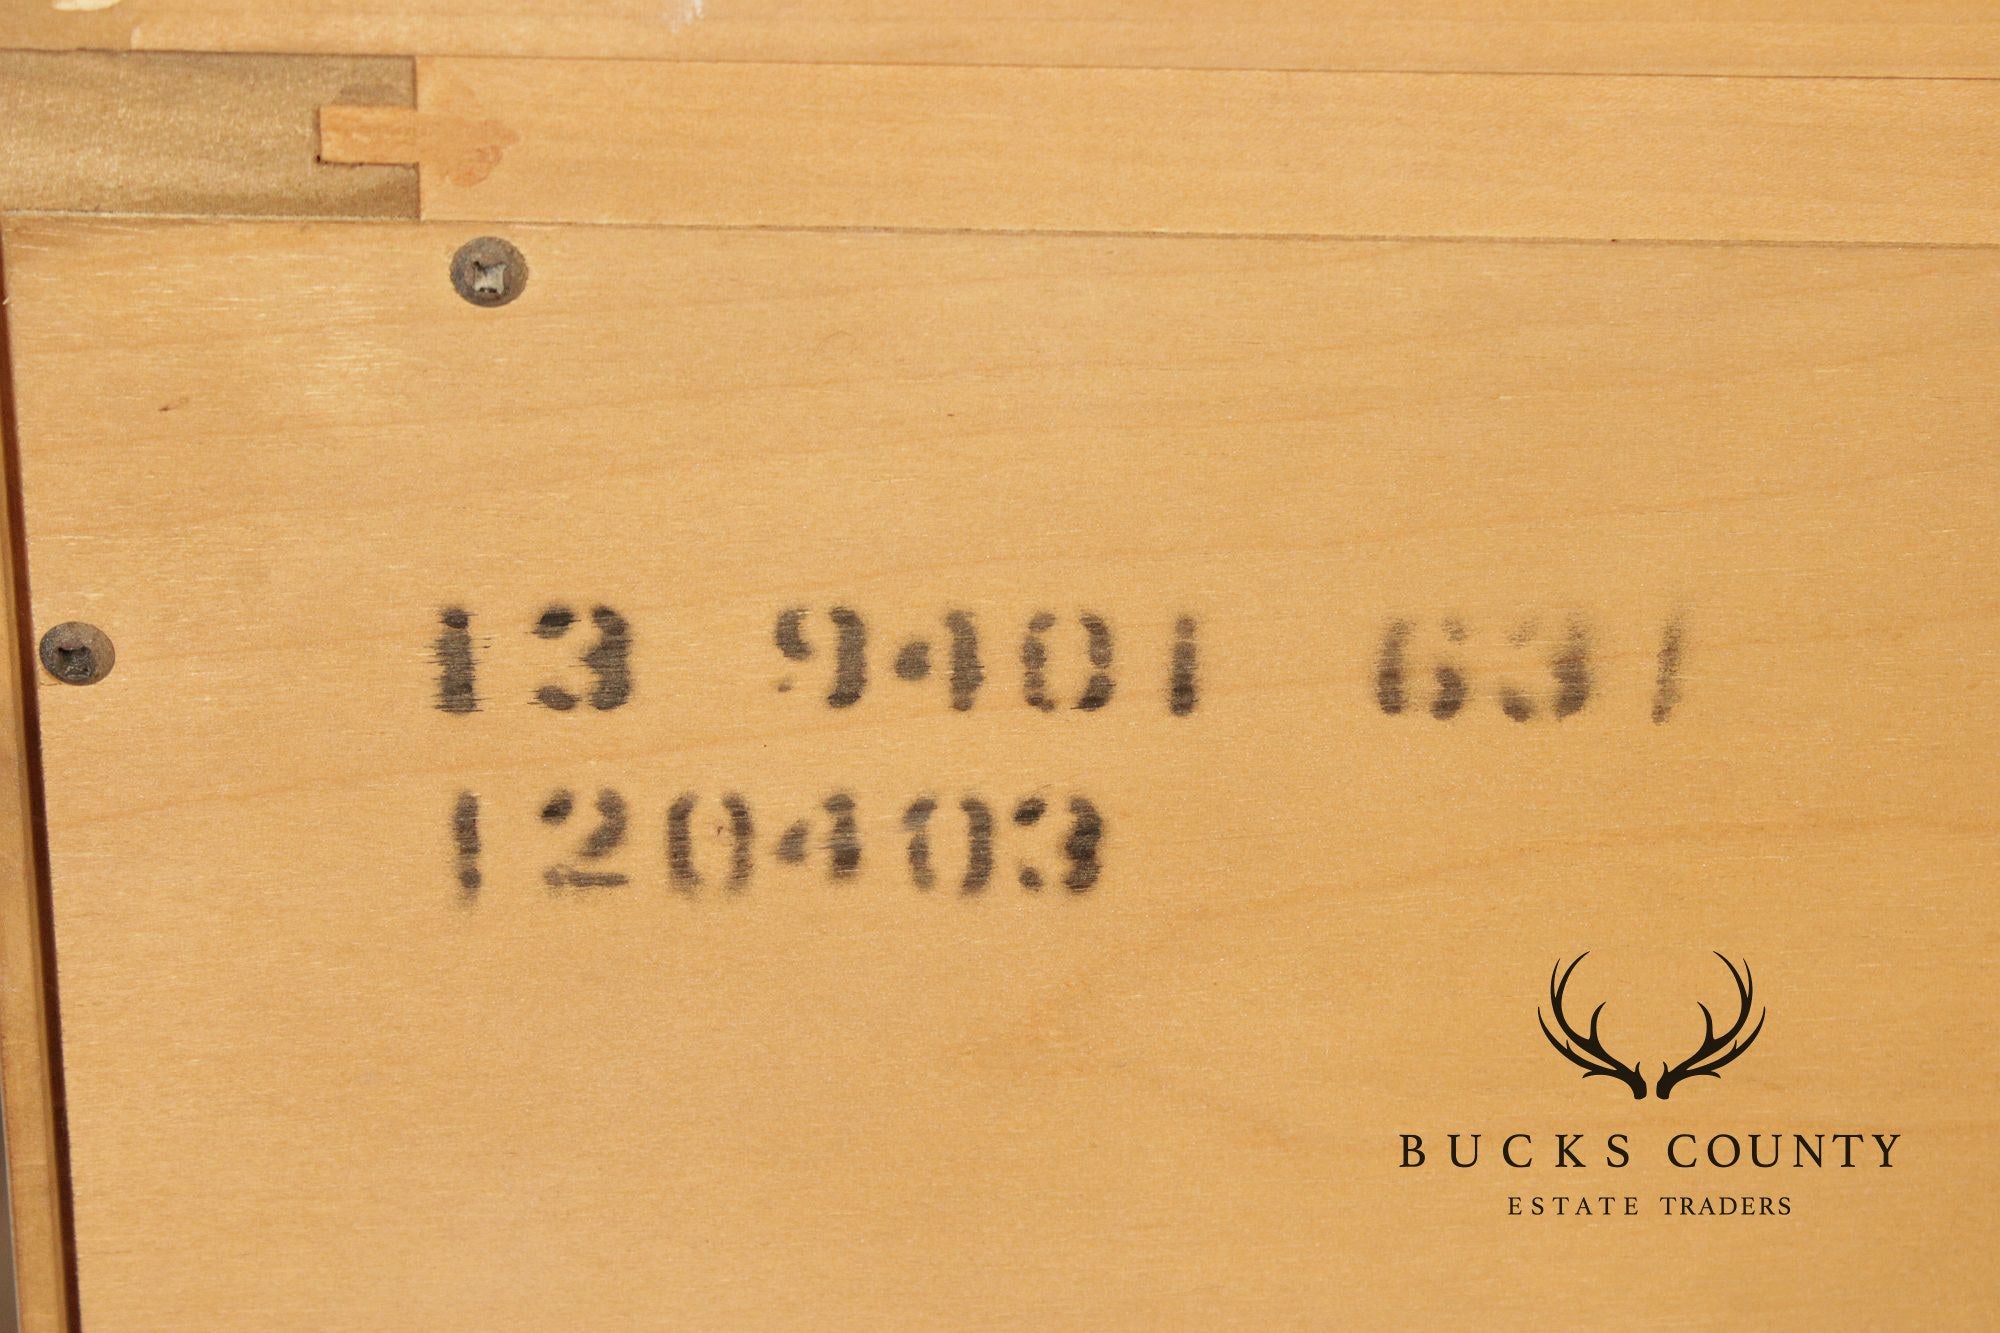 13 9401 631
120403
BUCKS COUNTY
ESTATE TRADERS